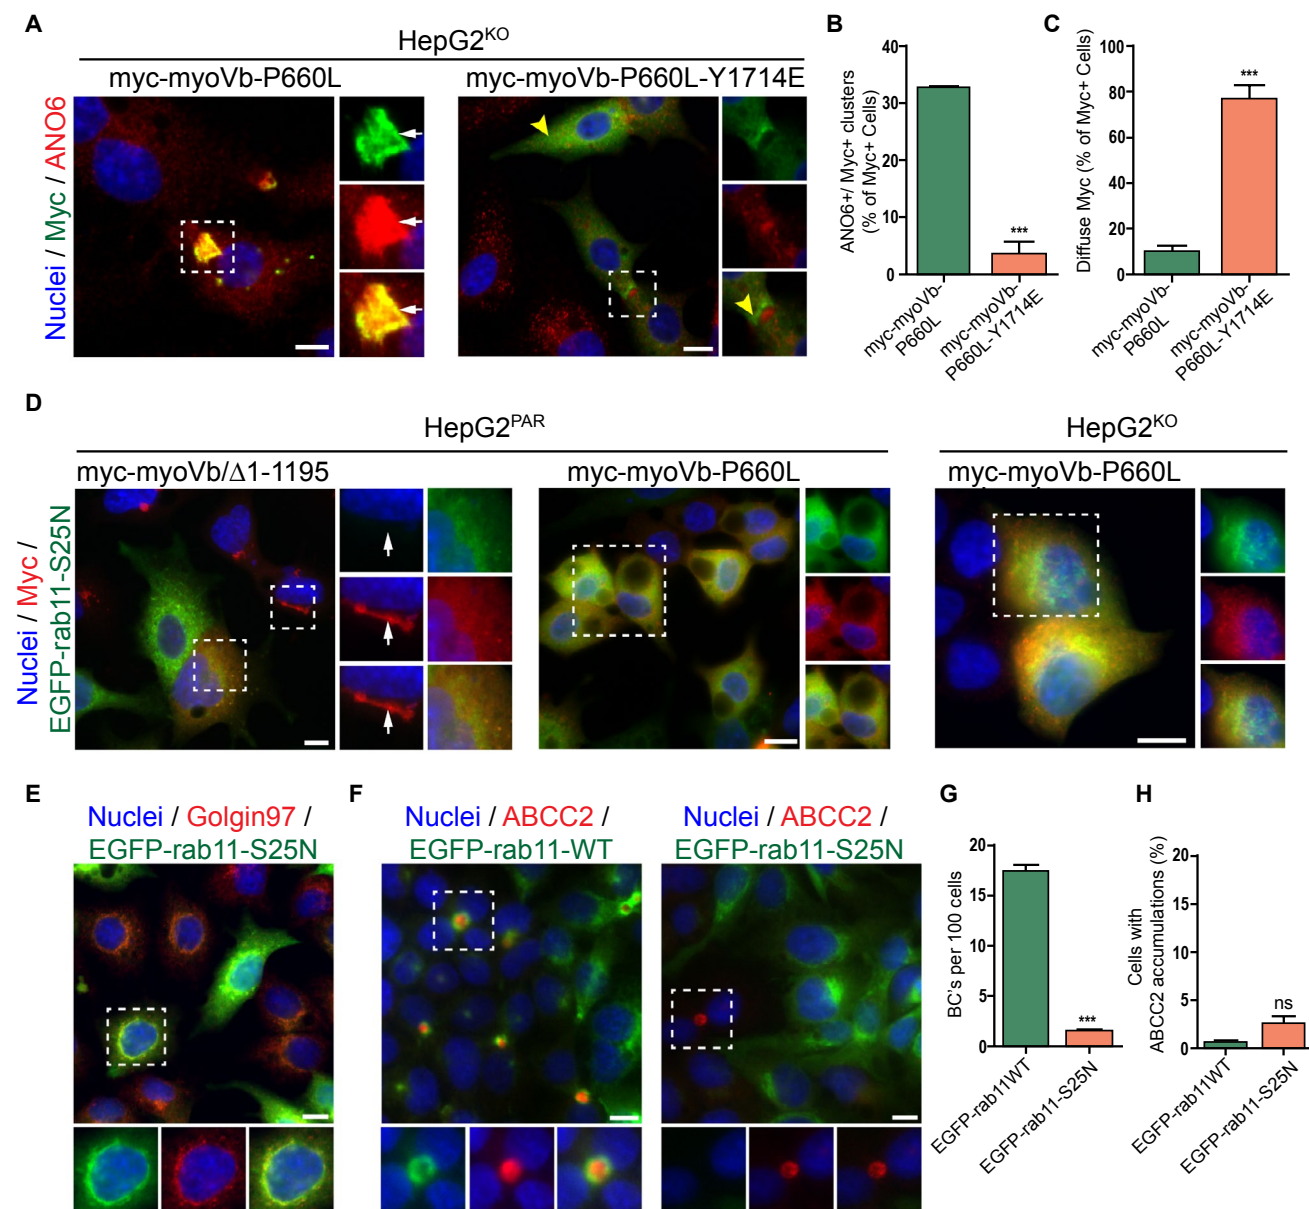 A
HepG2KO
myc-myoVb-P660L
myc-myoVb-P660L-Y1714E
Nuclei / Myc / ANO6
B
ANO6+/ Myc+ clusters
(% of Myc+ Cells)
40
30
20
10
0
***
myc-myoVb-
P660L
myc-myoVb-
P660L-Y1714E
C
Diffuse Myc (% of Myc+ Cells)
100
80
60
40
20
0
***
myc-myoVb-
P660L
myc-myoVb-
P660L-Y1714E
D
HepG2PAR
HepG2KO
myc-myoVb/Δ1-1195
myc-myoVb-P660L
myc-myoVb-P660L
Nuclei / Myc /
EGFP-rab11-S25N
E
Nuclei / Golgin97 /
EGFP-rab11-S25N
F
Nuclei / ABCC2 /
EGFP-rab11-WT
Nuclei / ABCC2 /
EGFP-rab11-S25N
G
BC's per 100 cells
20
15
10
5
0
***
EGFP-rab11WT
EGFP-rab11-S25N
H
Cells with
ABCC2 accumulations (%)
20
15
10
5
0
ns
EGFP-rab11WT
EGFP-rab11-S25N